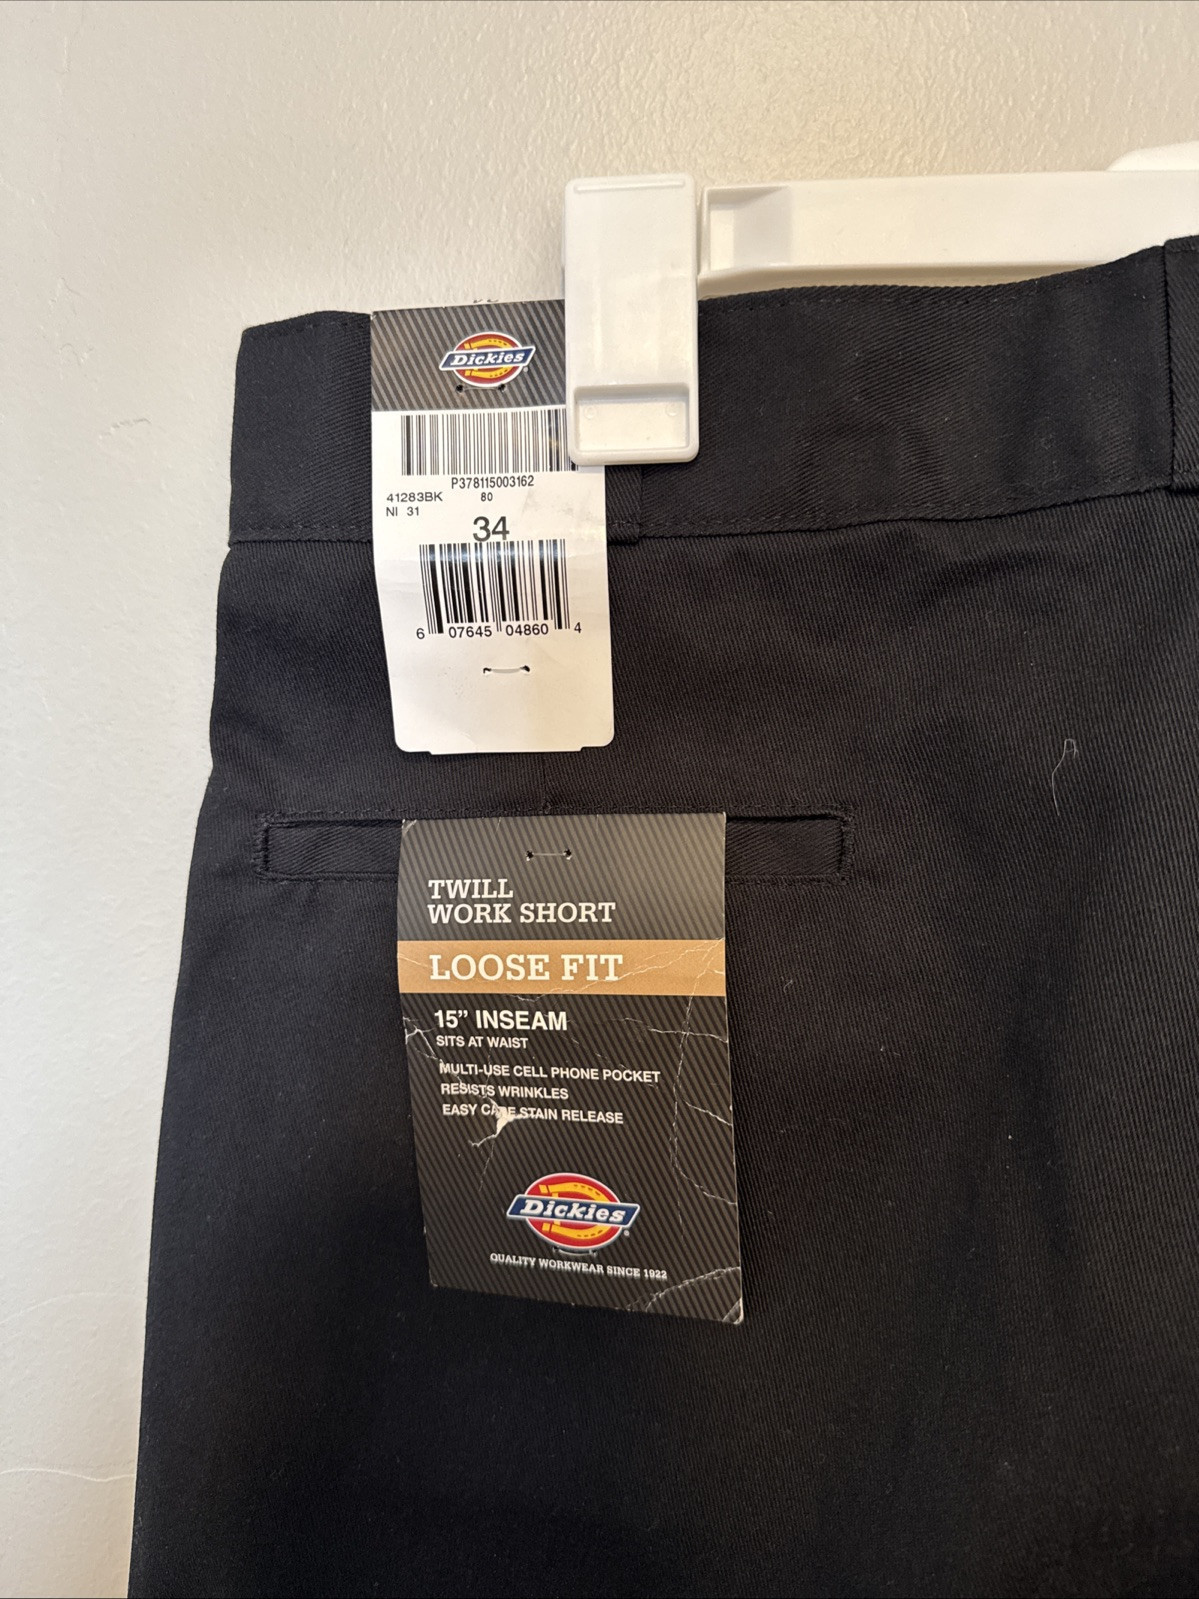 Dickies
P378115003162
41283BK 80
NI 31
34
6 07645 04860 4
TWILL
WORK SHORT
LOOSE FIT
15” INSEAM
SITS AT WAIST
MULTI-USE CELL PHONE POCKET
RESISTS WRINKLES
EASY CARE STAIN RELEASE
Dickies
QUALITY WORKWEAR SINCE 1922